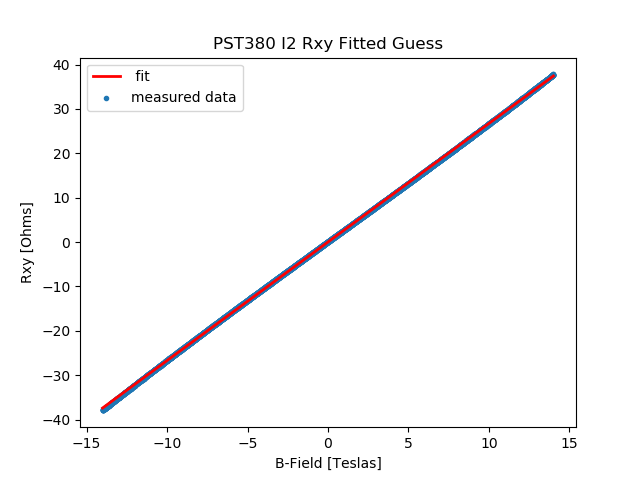 PST380 I2 Rxy Fitted Guess
fit
measured data
40
30
20
10
0
−10
−20
−30
−40
Rxy [Ohms]
−15 −10 −5 0 5 10 15
B-Field [Teslas]